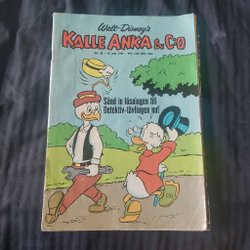 Walt Disney's
KALLE ANKA & C:O
Sänd in lösningen till
Detektiv-tävlingen nu!